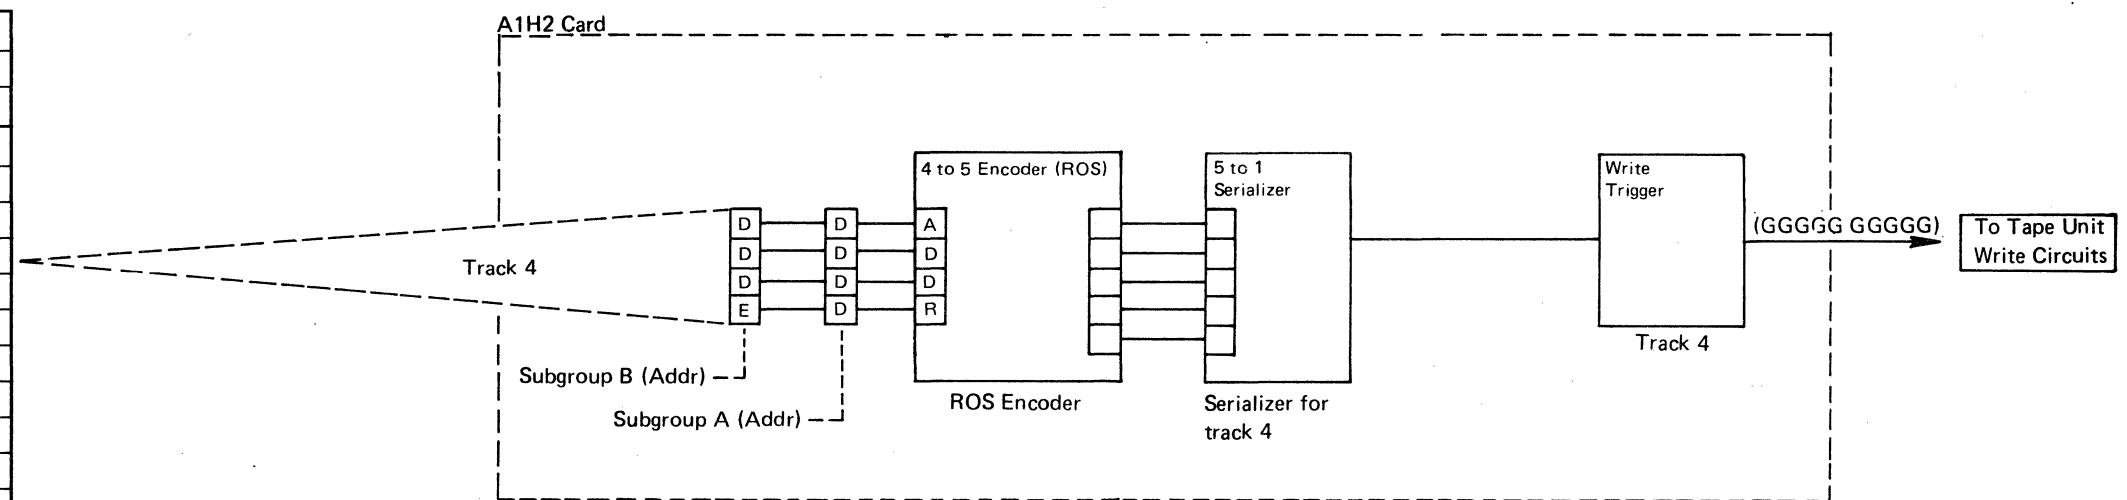 A1H2 Card
4 to 5 Encoder (ROS)
5 to 1
Serializer
Write
Trigger
(GGGGG GGGGG)
To Tape Unit
Write Circuits
Track 4
D D A
D D D
D D D
E D R
Track 4
Subgroup B (Addr)
Subgroup A (Addr)
ROS Encoder
Serializer for
track 4